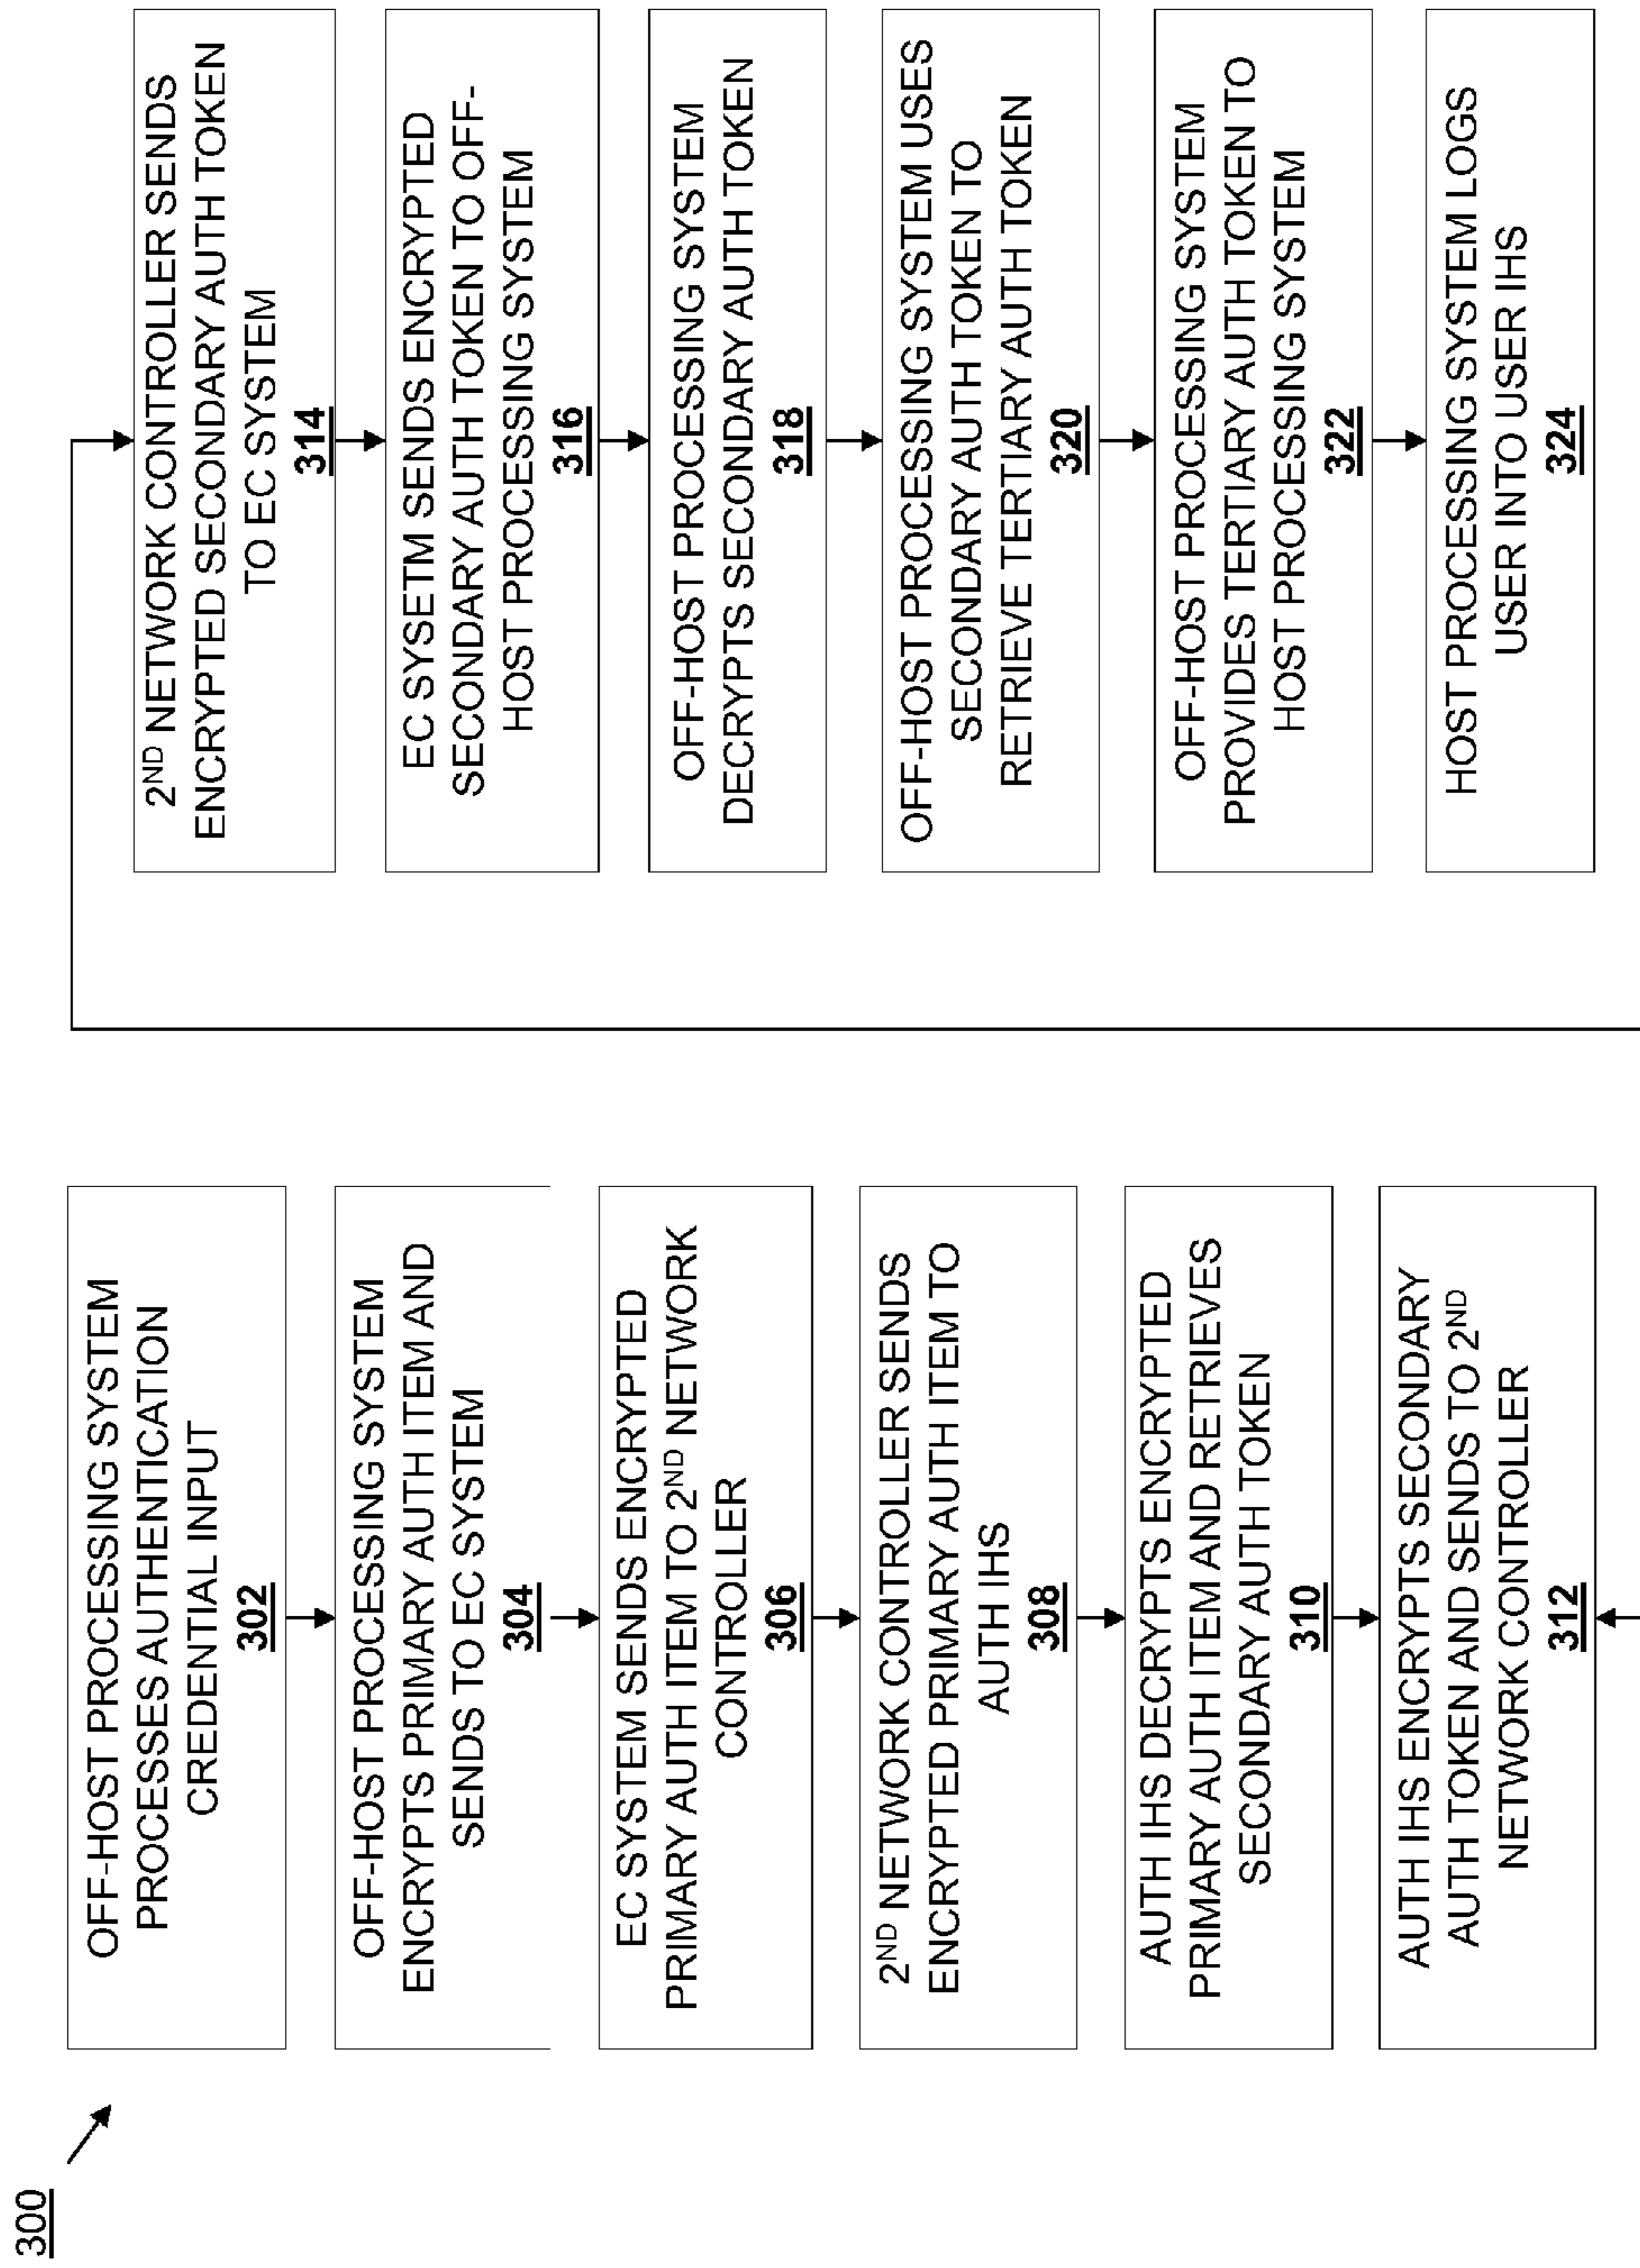 300
OFF-HOST PROCESSING SYSTEM
PROCESSES AUTHENTICATION
CREDENTIAL INPUT
302
OFF-HOST PROCESSING SYSTEM
ENCRYPTS PRIMARY AUTH ITEM AND
SENDS TO EC SYSTEM
304
EC SYSTEM SENDS ENCRYPTED
PRIMARY AUTH ITEM TO 2ND NETWORK
CONTROLLER
306
2ND NETWORK CONTROLLER SENDS
ENCRYPTED PRIMARY AUTH ITEM TO
AUTH IHS
308
AUTH IHS DECRYPTS ENCRYPTED
PRIMARY AUTH ITEM AND RETRIEVES
SECONDARY AUTH TOKEN
310
AUTH IHS ENCRYPTS SECONDARY
AUTH TOKEN AND SENDS TO 2ND
NETWORK CONTROLLER
312
2ND NETWORK CONTROLLER SENDS
ENCRYPTED SECONDARY AUTH TOKEN
TO EC SYSTEM
314
EC SYSETM SENDS ENCRYPTED
SECONDARY AUTH TOKEN TO OFF-
HOST PROCESSING SYSTEM
316
OFF-HOST PROCESSING SYSTEM
DECRYPTS SECONDARY AUTH TOKEN
318
OFF-HOST PROCESSING SYSTEM USES
SECONDARY AUTH TOKEN TO
RETRIEVE TERTIARY AUTH TOKEN
320
OFF-HOST PROCESSING SYSTEM
PROVIDES TERTIARY AUTH TOKEN TO
HOST PROCESSING SYSTEM
322
HOST PROCESSING SYSTEM LOGS
USER INTO USER IHS
324